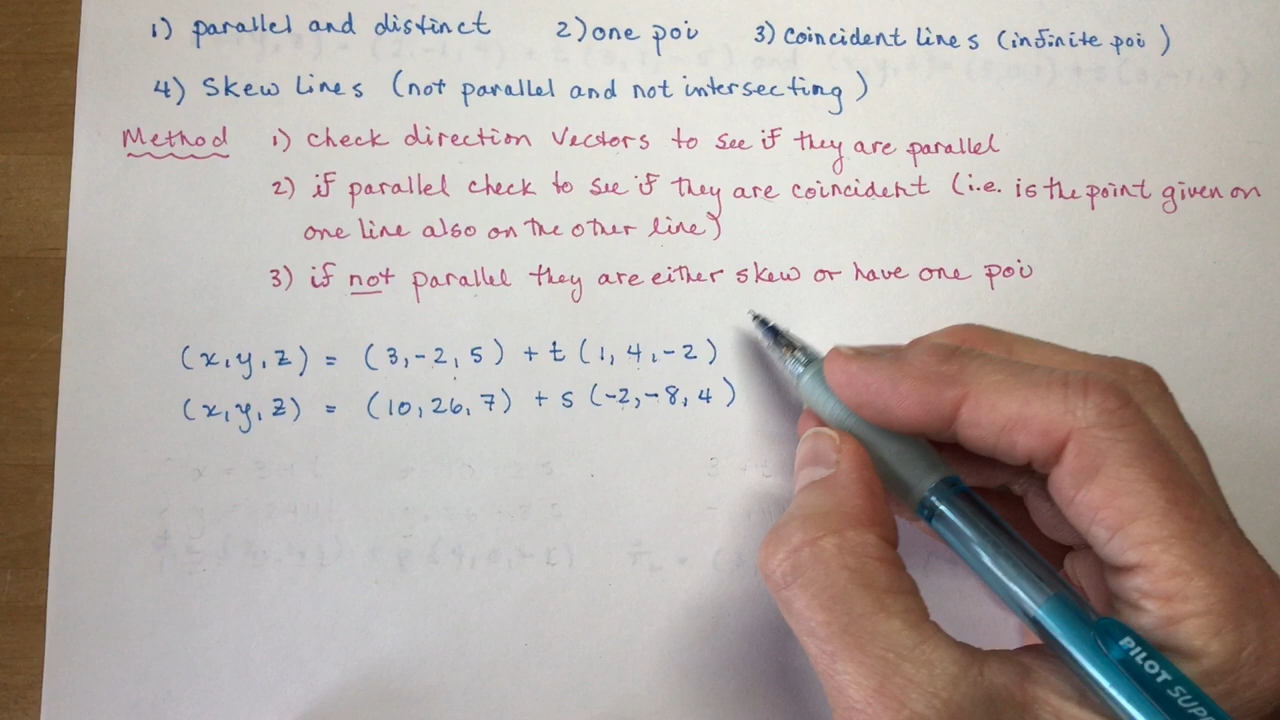 1) parallel and distinct 2) one poi 3) coincident lines (infinite poi)
4) Skew lines (not parallel and not intersecting)
Method 1) check direction vectors to see if they are parallel
2) if parallel check to see if they are coincident (i.e. is the point given on
one line also on the other line)
3) if not parallel they are either skew or have one poi
(x,y,z) = (3,-2,5) + t(1,4,-2)
(x,y,z) = (10,26,7) + s(-2,-8,4)
PILOT SUP